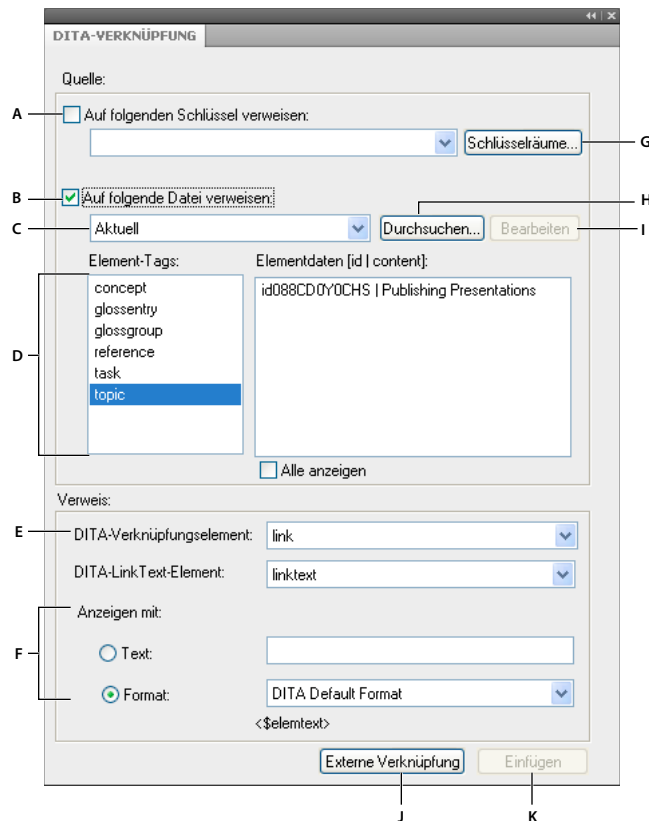 DITA-VERKNÜPFUNG
Quelle:
A
Auf folgenden Schlüssel verweisen:
Schlüsselräume...
G
B
Auf folgende Datei verweisen:
H
C
Aktuell
Durchsuchen...
Bearbeiten
I
Element-Tags:
Elementdaten [id | content]:
concept
glossentry
glossgroup
reference
task
topic
id088CD0Y0CHS | Publishing Presentations
D
Alle anzeigen
Verweis:
E
DITA-Verknüpfungselement:
link
DITA-LinkText-Element:
linktext
Anzeigen mit:
F
Text:
Format:
DITA Default Format
<$elemtext>
Externe Verknüpfung
Einfügen
J
K